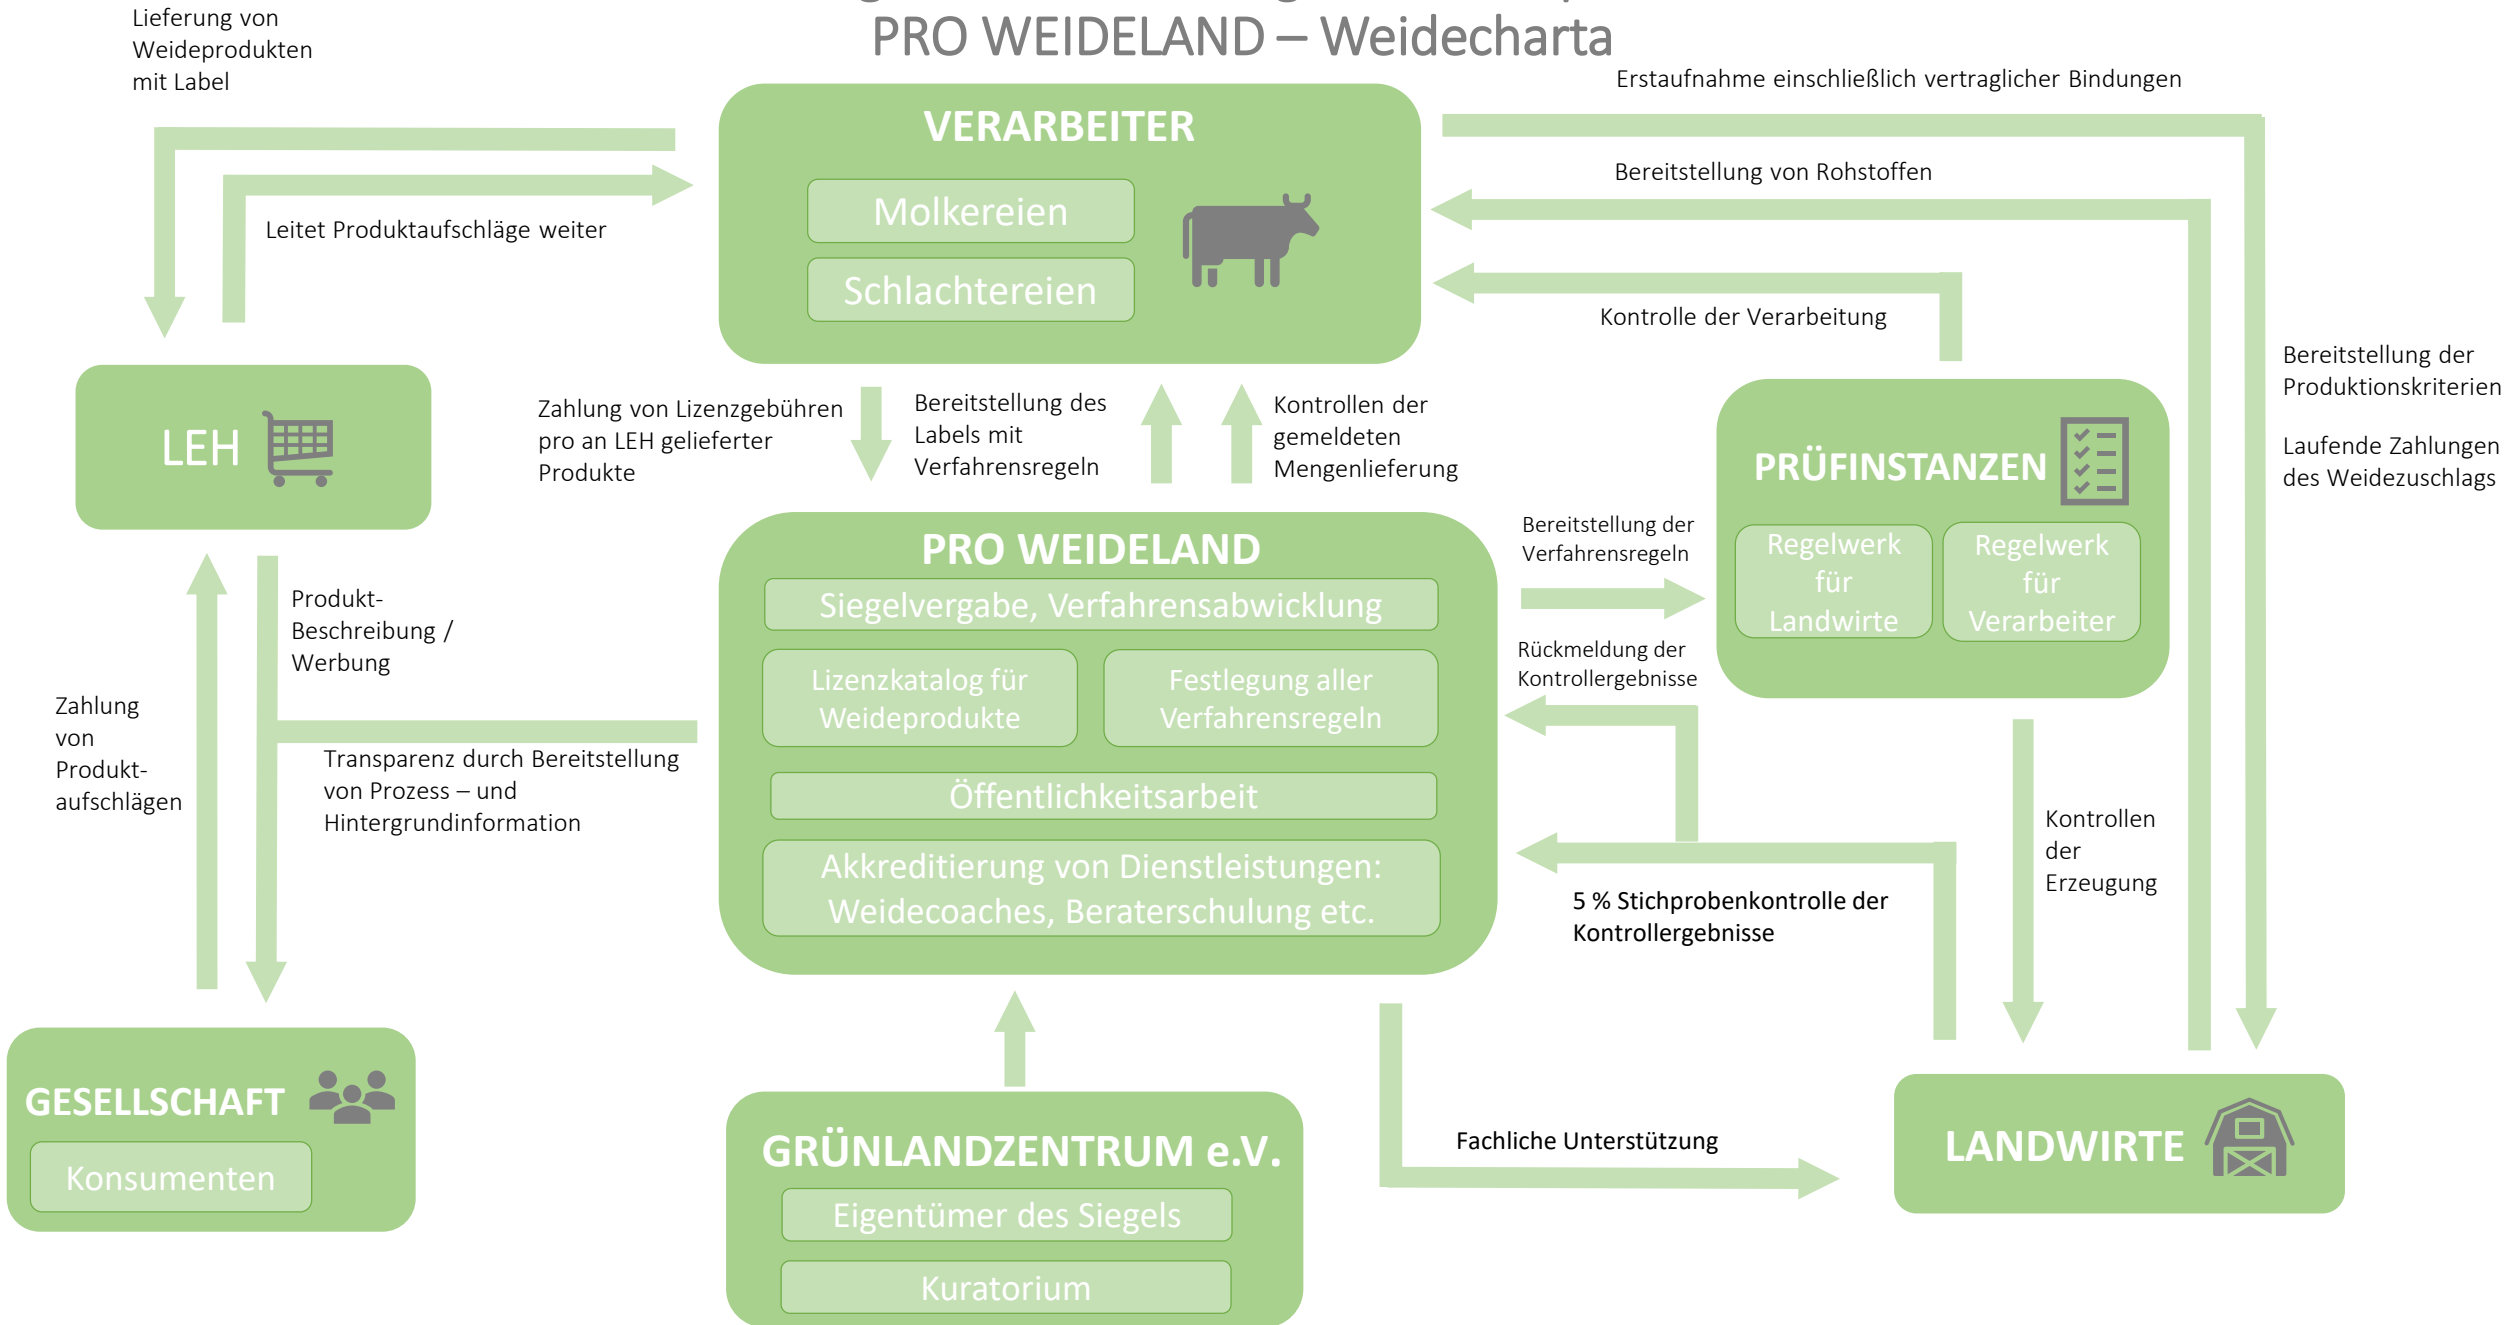 PRO WEIDELAND – Weidecharta
Lieferung von
Weideprodukten
mit Label
Leitet Produktaufschläge weiter
VERARBEITER
Molkereien
Schlachtereien
Erstaufnahme einschließlich vertraglicher Bindungen
Bereitstellung von Rohstoffen
Kontrolle der Verarbeitung
Bereitstellung der
Produktionskriterien
Laufende Zahlungen
des Weidezuschlags
LEH
Zahlung von Lizenzgebühren
pro an LEH gelieferter
Produkte
Bereitstellung des
Labels mit
Verfahrensregeln
Kontrollen der
gemeldeten
Mengenlieferung
PRÜFINSTANZEN
Regelwerk
für
Landwirte
Regelwerk
für
Verarbeiter
Bereitstellung der
Verfahrensregeln
Rückmeldung der
Kontrollergebnisse
PRO WEIDELAND
Siegelvergabe, Verfahrensabwicklung
Lizenzkatalog für
Weideprodukte
Festlegung aller
Verfahrensregeln
Öffentlichkeitsarbeit
Akkreditierung von Dienstleistungen:
Weidecoaches, Beraterschulung etc.
Produkt-
Beschreibung /
Werbung
Zahlung
von
Produkt-
aufschlägen
Transparenz durch Bereitstellung
von Prozess – und
Hintergrundinformation
5 % Stichprobenkontrolle der
Kontrollergebnisse
Kontrollen
der
Erzeugung
GESELLSCHAFT
Konsumenten
GRÜNLANDZENTRUM e.V.
Eigentümer des Siegels
Kuratorium
Fachliche Unterstützung
LANDWIRTE